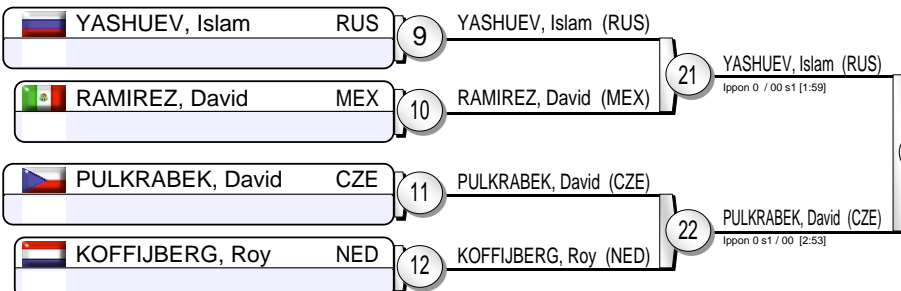 YASHUEV, Islam RUS
9
YASHUEV, Islam (RUS)
RAMIREZ, David MEX
10
RAMIREZ, David (MEX)
21
YASHUEV, Islam (RUS)
Ippon 0 / 00 s1 [1:59]
PULKRABEK, David CZE
11
PULKRABEK, David (CZE)
KOFFIJBERG, Roy NED
12
KOFFIJBERG, Roy (NED)
22
PULKRABEK, David (CZE)
Ippon 0 s1 / 00 [2:53]